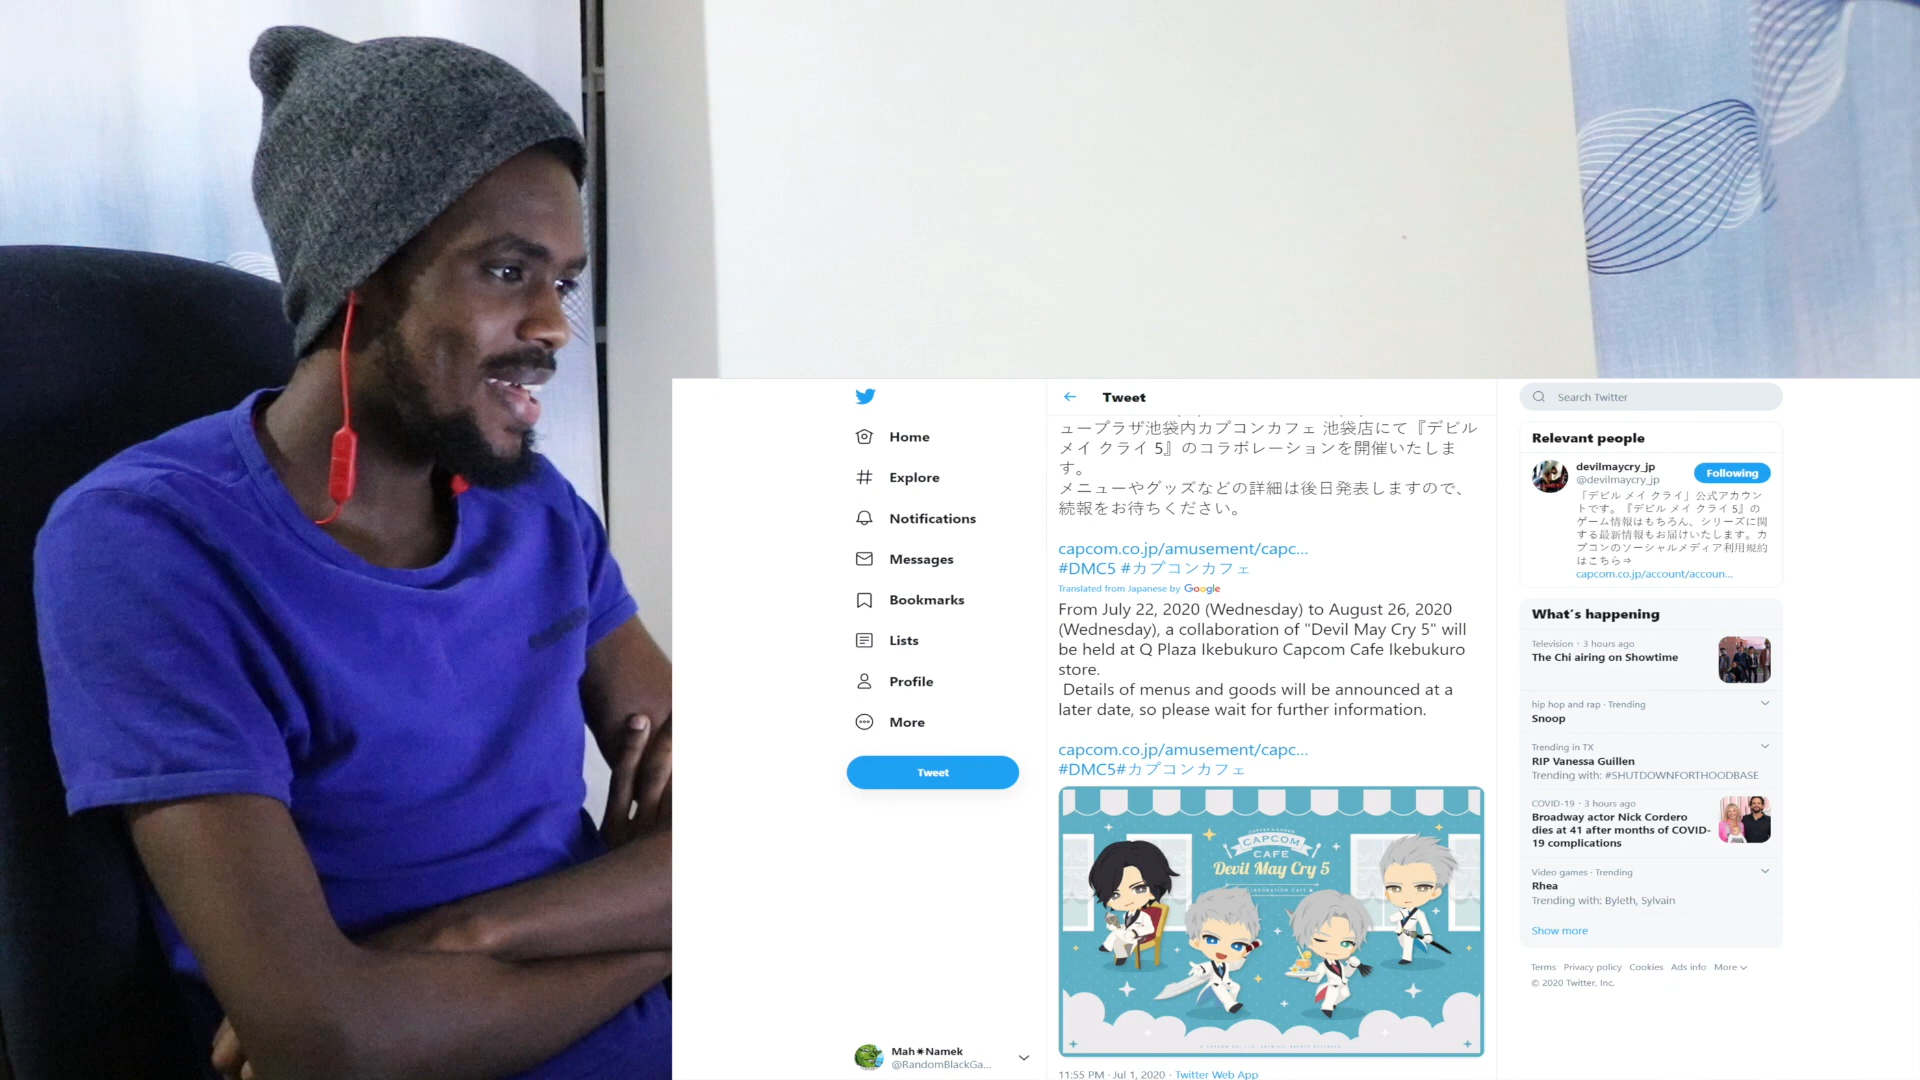 Home
Explore
Notifications
Messages
Bookmarks
Lists
Profile
More
Tweet
Mah✷Namek
@RandomBlackGa...
Tweet
ュープラザ池袋内カプコンカフェ 池袋店にて『デビル
メイ クライ 5』のコラボレーションを開催いたしま
す。
メニューやグッズなどの詳細は後日発表しますので、
続報をお待ちください。
capcom.co.jp/amusement/capc...
#DMC5 #カプコンカフェ
Translated from Japanese by Google
From July 22, 2020 (Wednesday) to August 26, 2020
(Wednesday), a collaboration of "Devil May Cry 5" will
be held at Q Plaza Ikebukuro Capcom Cafe Ikebukuro
store.
Details of menus and goods will be announced at a
later date, so please wait for further information.
capcom.co.jp/amusement/capc...
#DMC5#カプコンカフェ
CAPCOM
CAFE
Devil May Cry 5
11:55 PM · Jul 1, 2020 · Twitter Web App
Search Twitter
Relevant people
devilmaycry_jp
@devilmaycry_jp
Following
「デビル メイ クライ」公式アカウン
トです。『デビル メイ クライ 5』の
ゲーム情報はもちろん、シリーズに関
する最新情報もお届けいたします。カ
プコンのソーシャルメディア利用規約
はこちら⇒
capcom.co.jp/account/accoun...
What's happening
Television · 3 hours ago
The Chi airing on Showtime
hip hop and rap · Trending
Snoop
Trending in TX
RIP Vanessa Guillen
Trending with: #SHUTDOWNFORTHOODBASE
COVID-19 · 3 hours ago
Broadway actor Nick Cordero
dies at 41 after months of COVID-
19 complications
Video games · Trending
Rhea
Trending with: Byleth, Sylvain
Show more
Terms Privacy policy Cookies Ads info More
© 2020 Twitter, Inc.